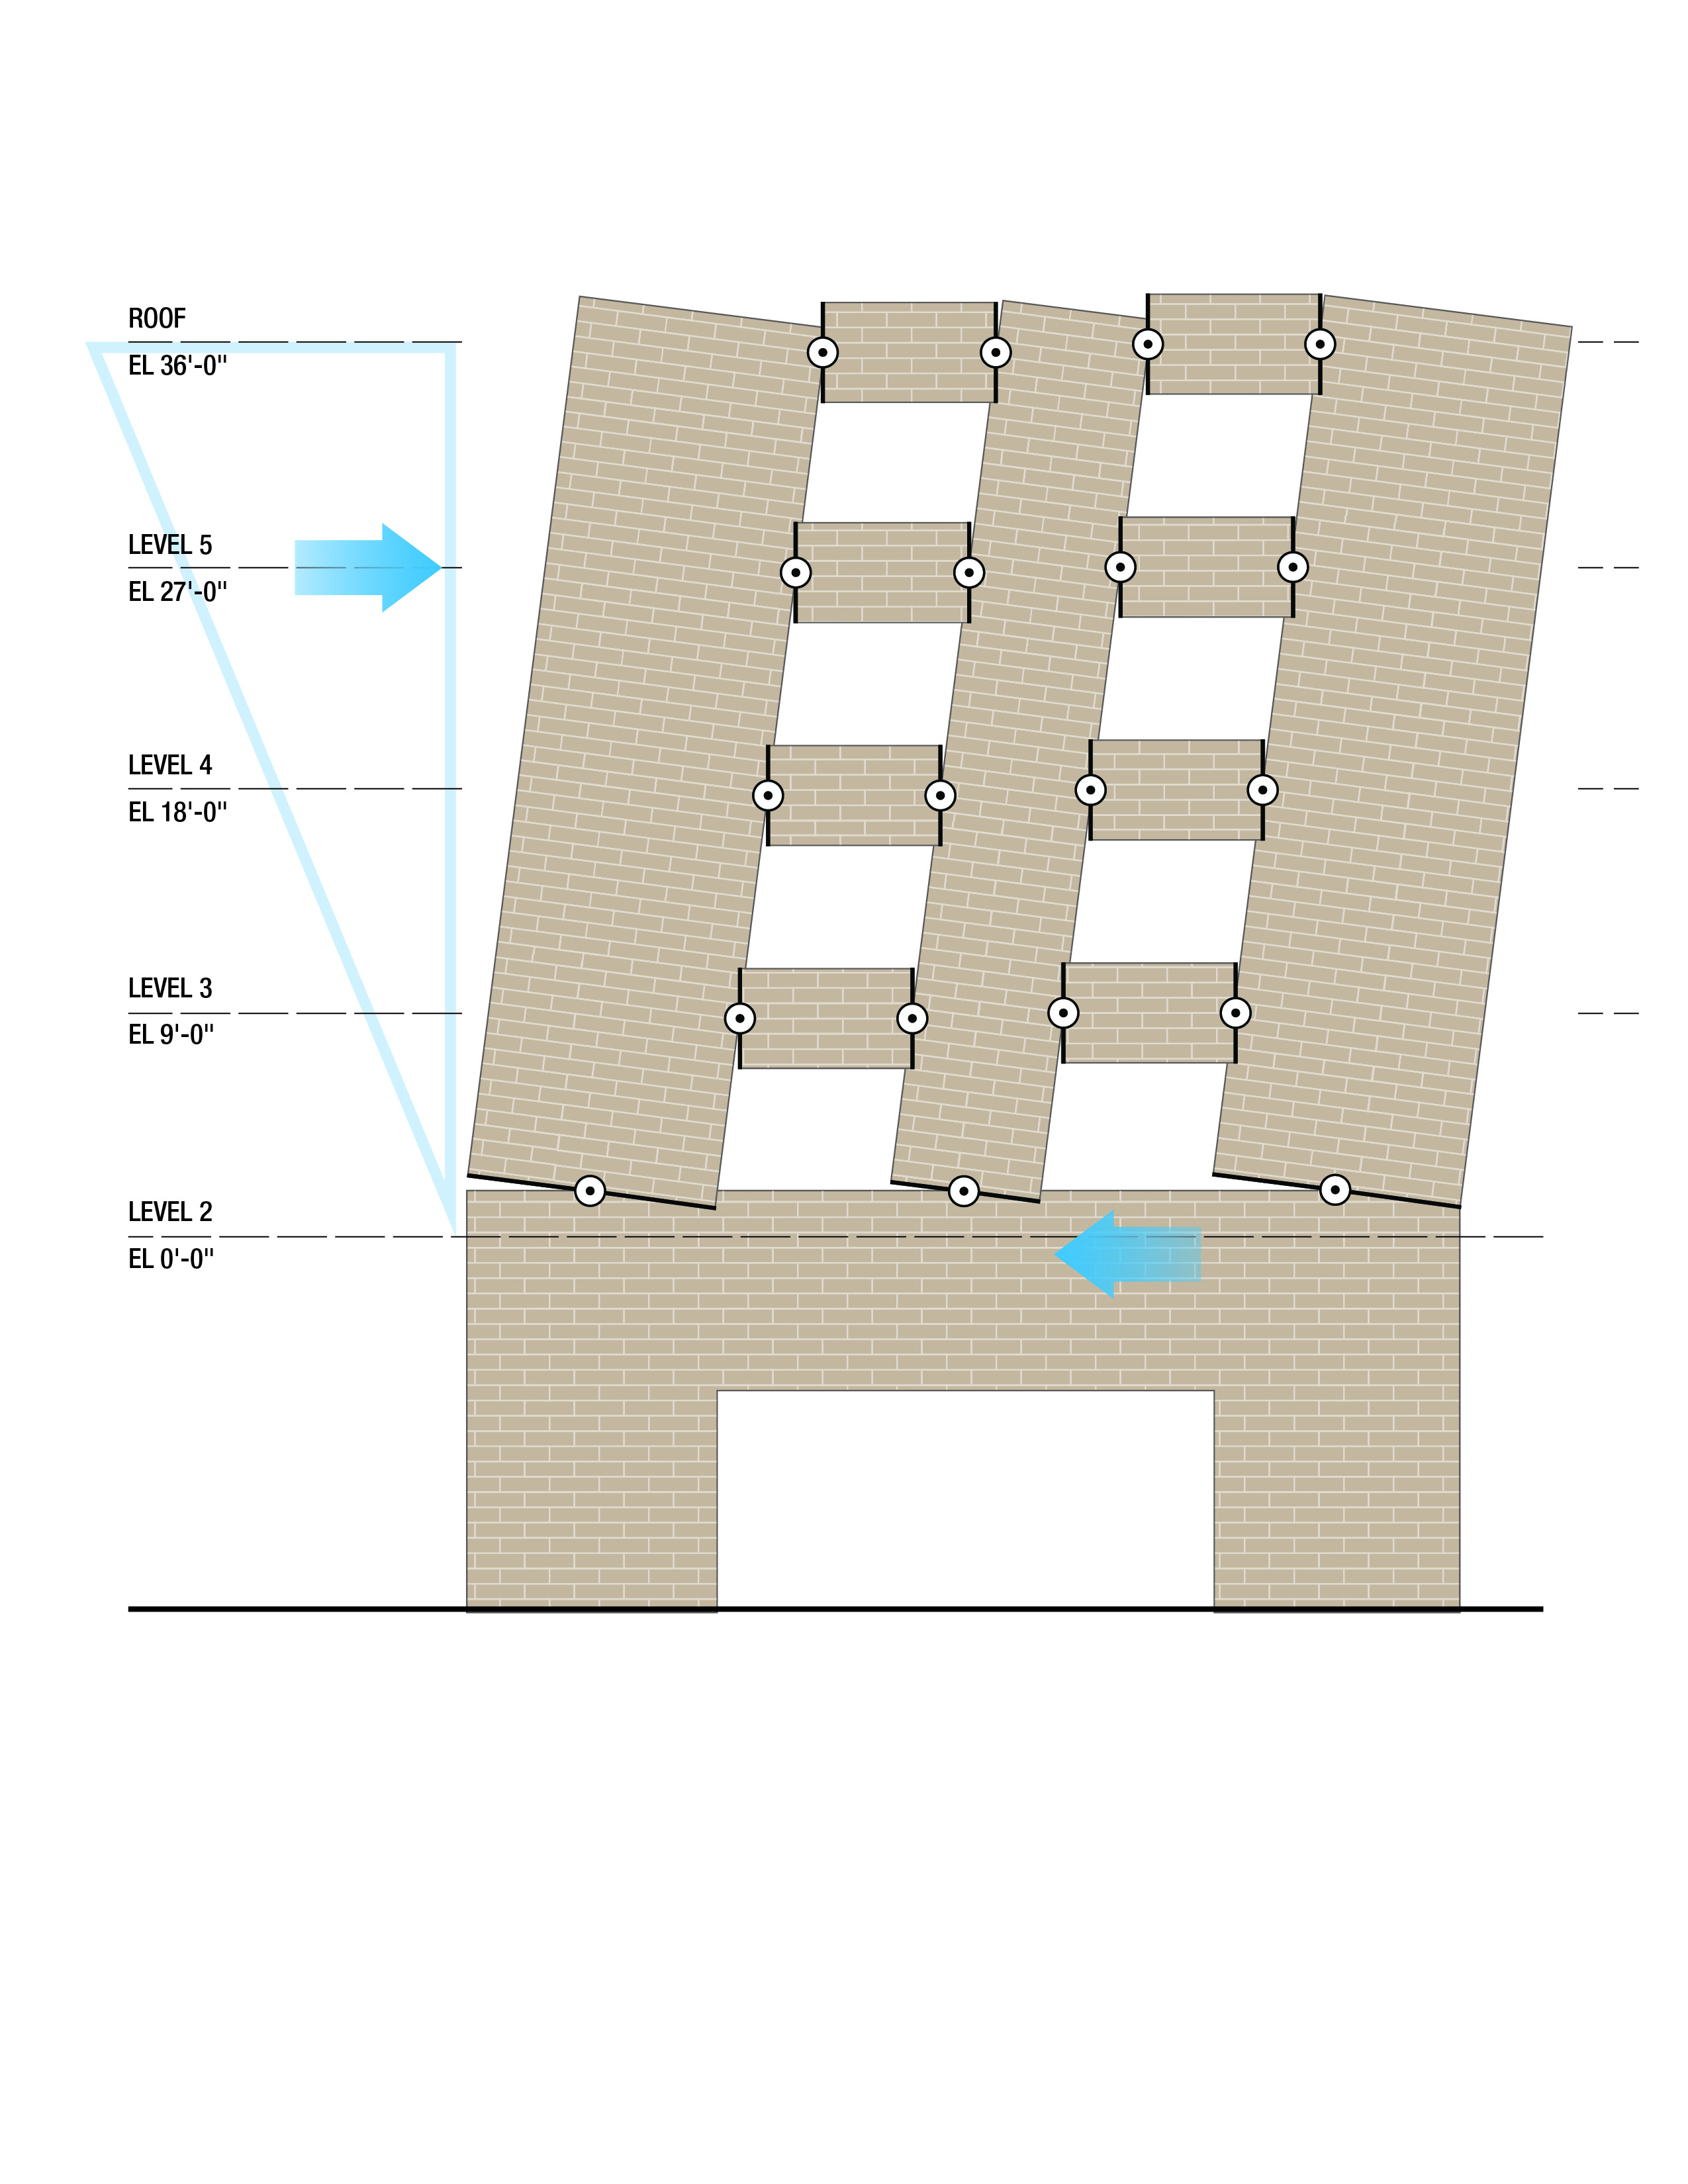 ROOF
EL 36'-0"
LEVEL 5
EL 27'-0"
LEVEL 4
EL 18'-0"
LEVEL 3
EL 9'-0"
LEVEL 2
EL 0'-0"